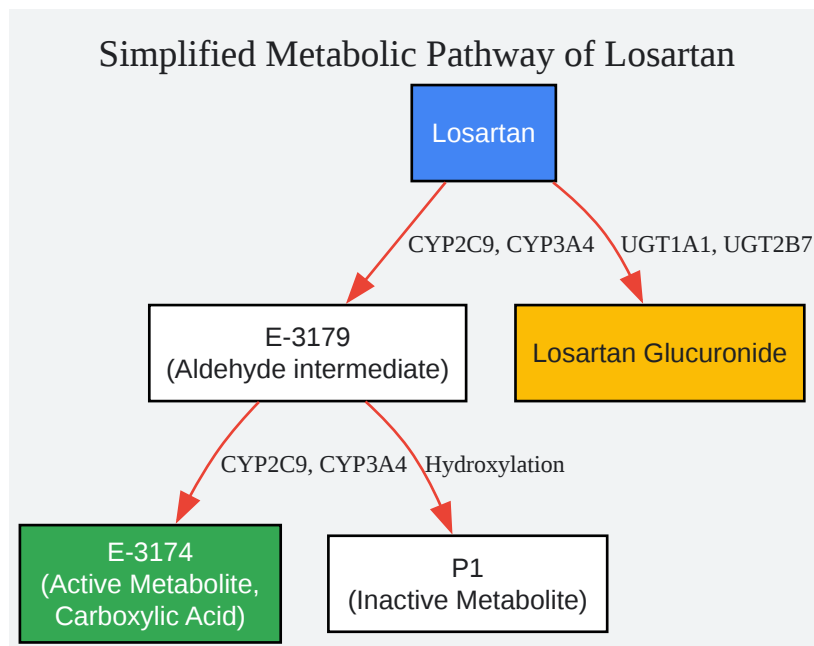 Simplified Metabolic Pathway of Losartan
Losartan
CYP2C9, CYP3A4
UGT1A1, UGT2B7
E-3179
(Aldehyde intermediate)
Losartan Glucuronide
CYP2C9, CYP3A4
Hydroxylation
E-3174
(Active Metabolite,
Carboxylic Acid)
P1
(Inactive Metabolite)